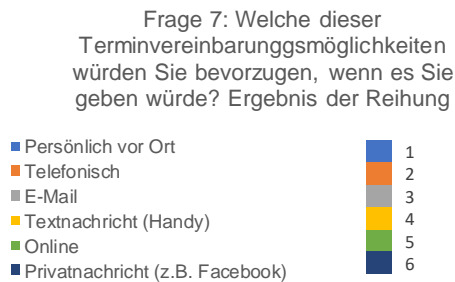 Frage 7: Welche dieser
Terminvereinbarunggsmöglichkeiten
würden Sie bevorzugen, wenn es Sie
geben würde? Ergebnis der Reihung
Persönlich vor Ort
Telefonisch
E-Mail
Textnachricht (Handy)
Online
Privatnachricht (z.B. Facebook)
1
2
3
4
5
6